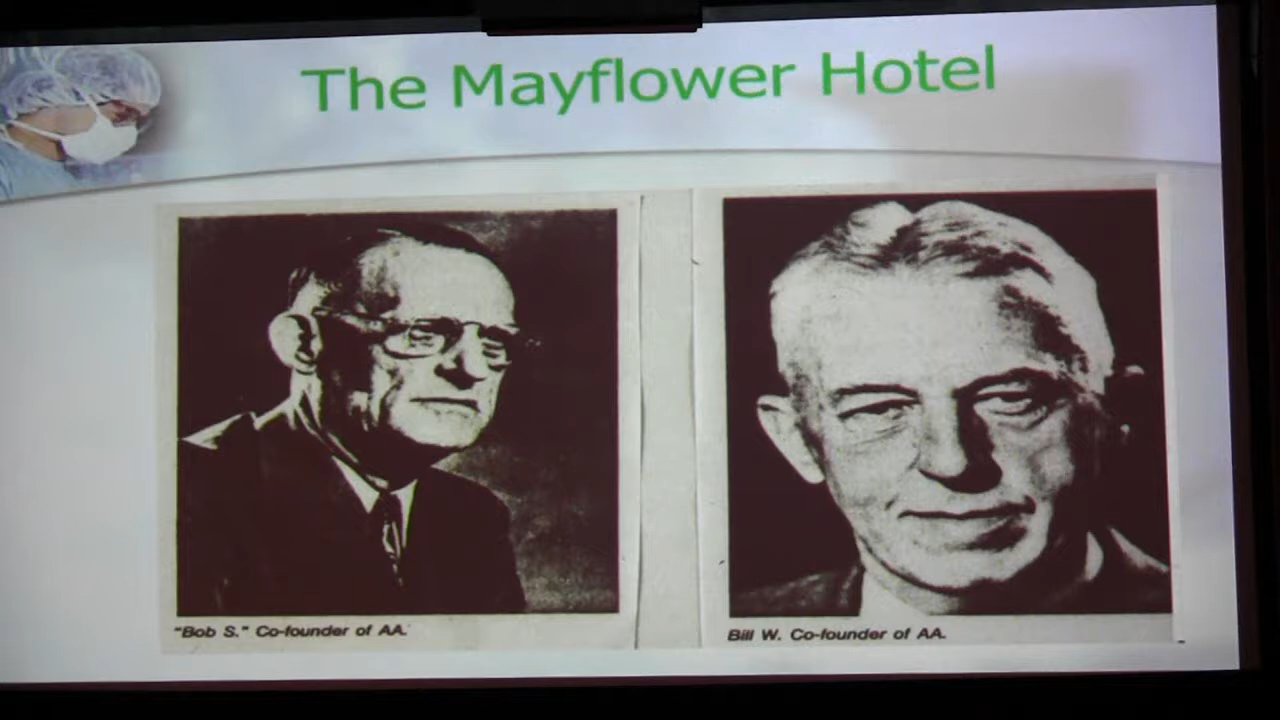 The Mayflower Hotel
"Bob S." Co-founder of AA.
Bill W. Co-founder of AA.